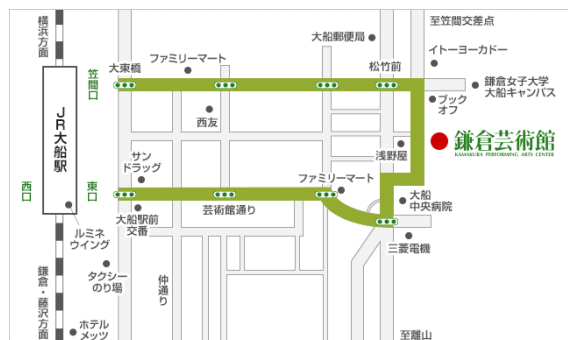 横浜方面
至笠間交差点
大船郵便局
イトーヨーカドー
ファミリーマート
松竹前
大東橋
笠間口
鎌倉女子大学
大船キャンパス
ブック
オフ
西友
JR大船駅
鎌倉芸術館
KAMAKURA PERFORMING ARTS CENTER
浅野屋
サン
ドラッグ
ファミリーマート
西口
東口
大船
中央病院
大船駅前
交番
芸術館通り
ルミネ
ウイング
三菱電機
タクシー
のり場
仲通り
鎌倉・藤沢方面
ホテル
メッツ
至離山